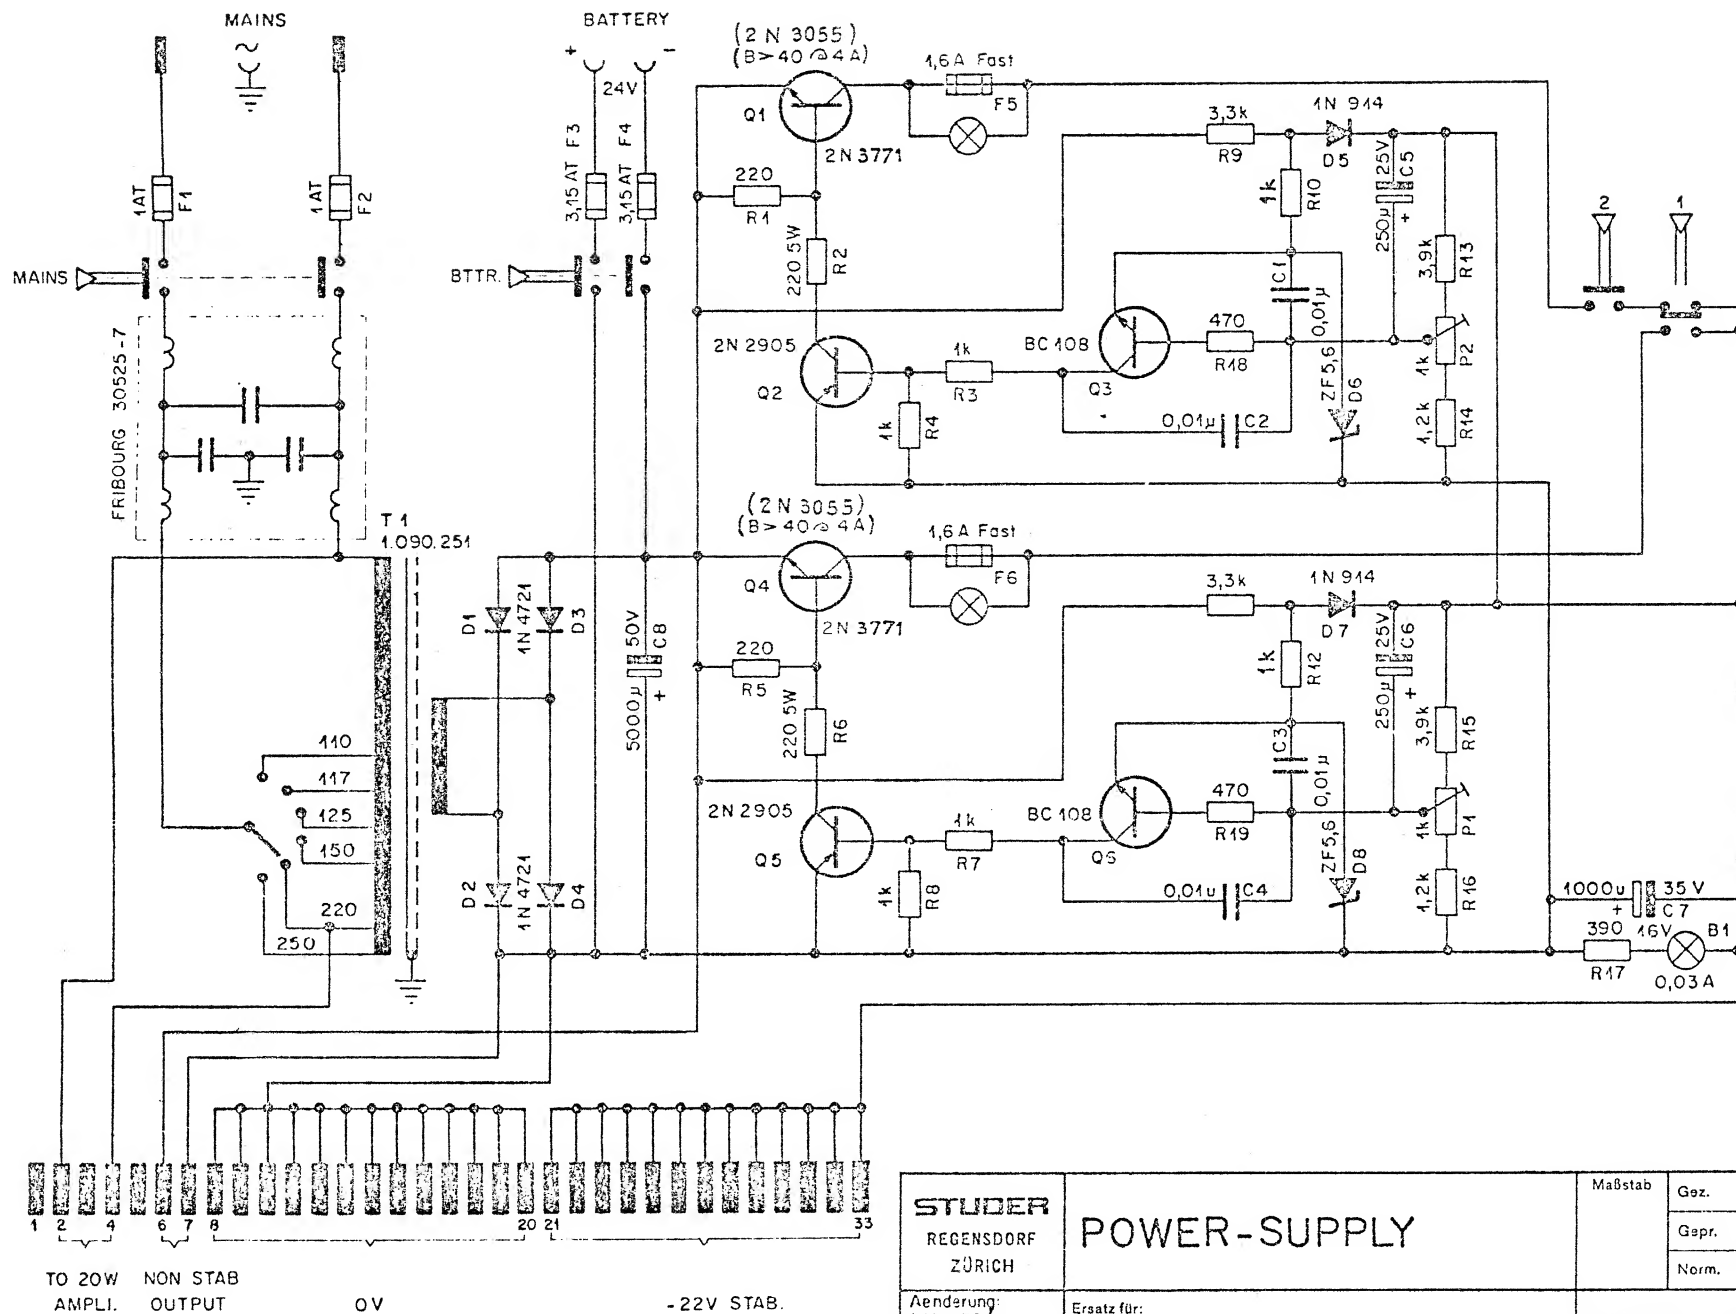 MAINS
BATTERY
+
-
24V
(2 N 3055)
(B>40 @ 4A)
1,6 A Fast
F5
Q1
2N 3771
1AT
F1
1AT
F2
3,15 AT F3
3,15 AT F4
220
R1
220 5W
R2
3,3k
R9
1N 914
D5
1k
R10
25V
250µ
C5
+
3,9k
R13
2
1
MAINS
BTTR.
FRIBOURG 30525-7
2N 2905
Q2
1k
R3
1k
R4
BC 108
Q3
470
R18
C1
0,01µ
0,01µ
C2
ZF5,6
D6
1k
P2
1,2k
R14
T1
1.090.251
(2 N 3055)
(B>40 @ 4A)
1,6 A Fast
F6
Q4
2N 3771
D1
1N 4721
D3
50V
5000µ
C8
+
220
R5
220 5W
R6
3,3k
1N 914
D7
1k
R12
25V
250µ
C6
+
3,9k
R15
110
117
125
150
220
250
D2
1N 4721
D4
2N 2905
Q5
1k
R7
1k
R8
BC 108
Q6
470
R19
C3
0,01µ
0,01µ
C4
ZF5,6
D8
1k
P1
1,2k
R16
1000µ
35 V
+
C7
390
R17
16V
B1
0,03A
1
2
4
6
7
8
20
21
33
TO 20W
AMPLI.
NON STAB
OUTPUT
0V
-22V STAB.
STUDER
REGENSDORF
ZÜRICH
POWER-SUPPLY
Maßstab
Gez.
Gepr.
Norm.
Aenderung:
Ersatz für: